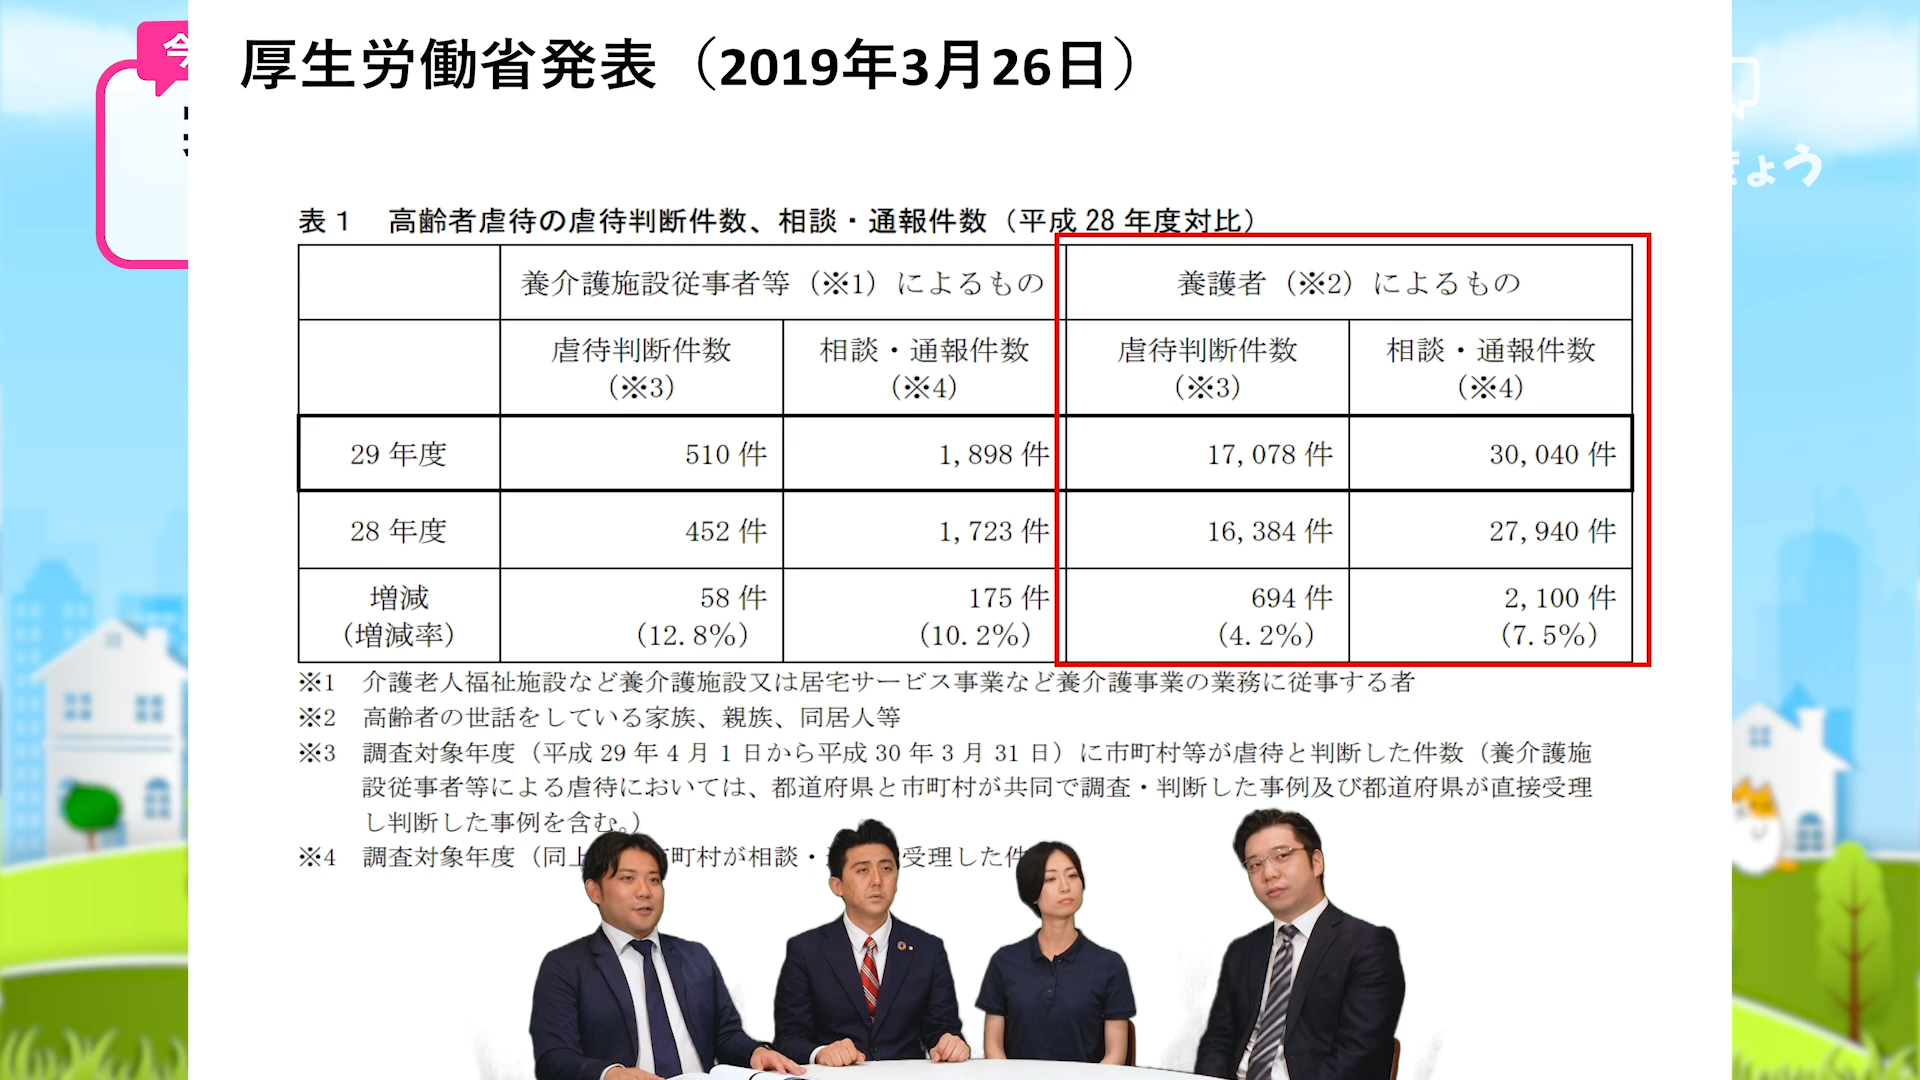 今
厚生労働省発表（2019年3月26日）
きょう
表１　高齢者虐待の虐待判断件数、相談・通報件数（平成 28 年度対比）
養介護施設従事者等（※1）によるもの　養護者（※2）によるもの
虐待判断件数（※3）　相談・通報件数（※4）　虐待判断件数（※3）　相談・通報件数（※4）
29 年度　510 件　1,898 件　17,078 件　30,040 件
28 年度　452 件　1,723 件　16,384 件　27,940 件
増減　58 件　175 件　694 件　2,100 件
（増減率）　（12.8%）　（10.2%）　（4.2%）　（7.5%）
※1　介護老人福祉施設など養介護施設又は居宅サービス事業など養介護事業の業務に従事する者
※2　高齢者の世話をしている家族、親族、同居人等
※3　調査対象年度（平成 29 年 4 月 1 日から平成 30 年 3 月 31 日）に市町村等が虐待と判断した件数（養介護施
設従事者等による虐待においては、都道府県と市町村が共同で調査・判断した事例及び都道府県が直接受理
し判断した事例を含む。）
※4　調査対象年度（同上 町村が相談・ 受理した件